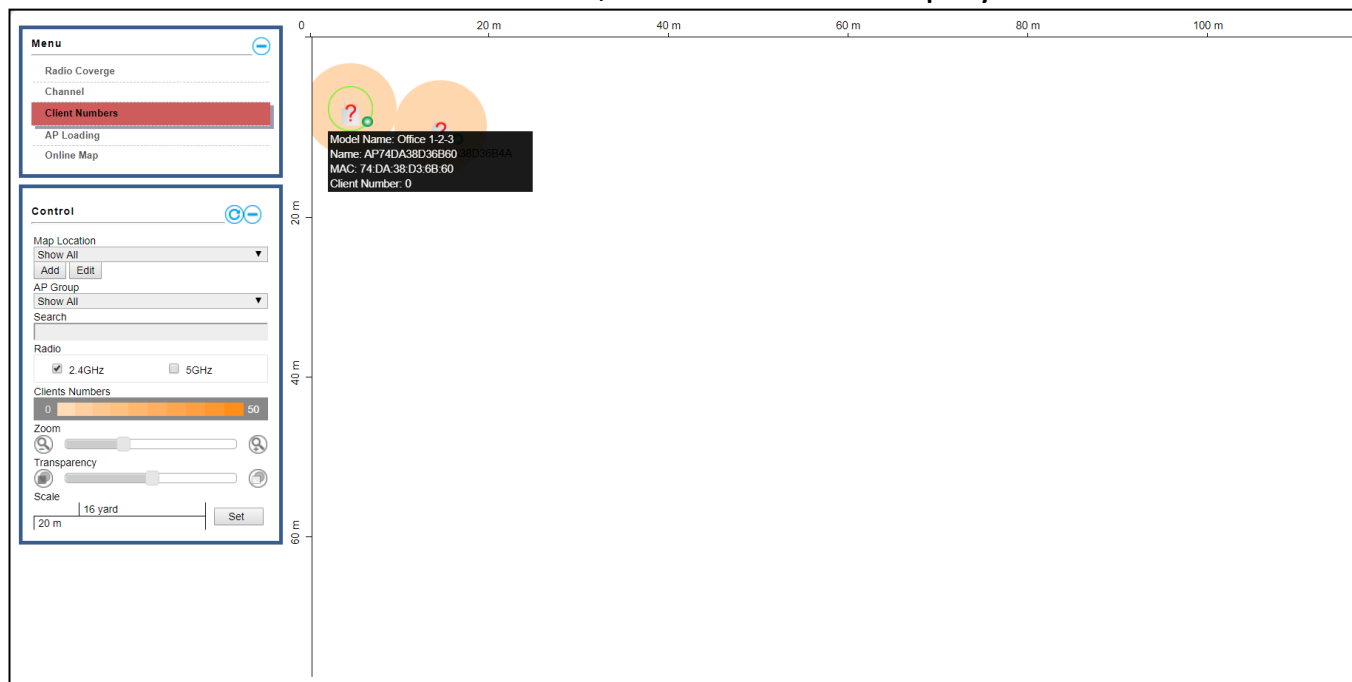 0 20 m 40 m 60 m 80 m 100 m
Menu
Radio Coverge
Channel
Client Numbers
AP Loading
Online Map
Control
Map Location
Show All
Add Edit
AP Group
Show All
Search
Radio
2.4GHz 5GHz
Clients Numbers
0 50
Zoom
Transparency
Scale
16 yard
20 m
Set
20 m
40 m
60 m
? ?
Model Name: Office 1-2-3
Name: AP74DA38D36B60
MAC: 74:DA:38:D3:6B:60
Client Number: 0